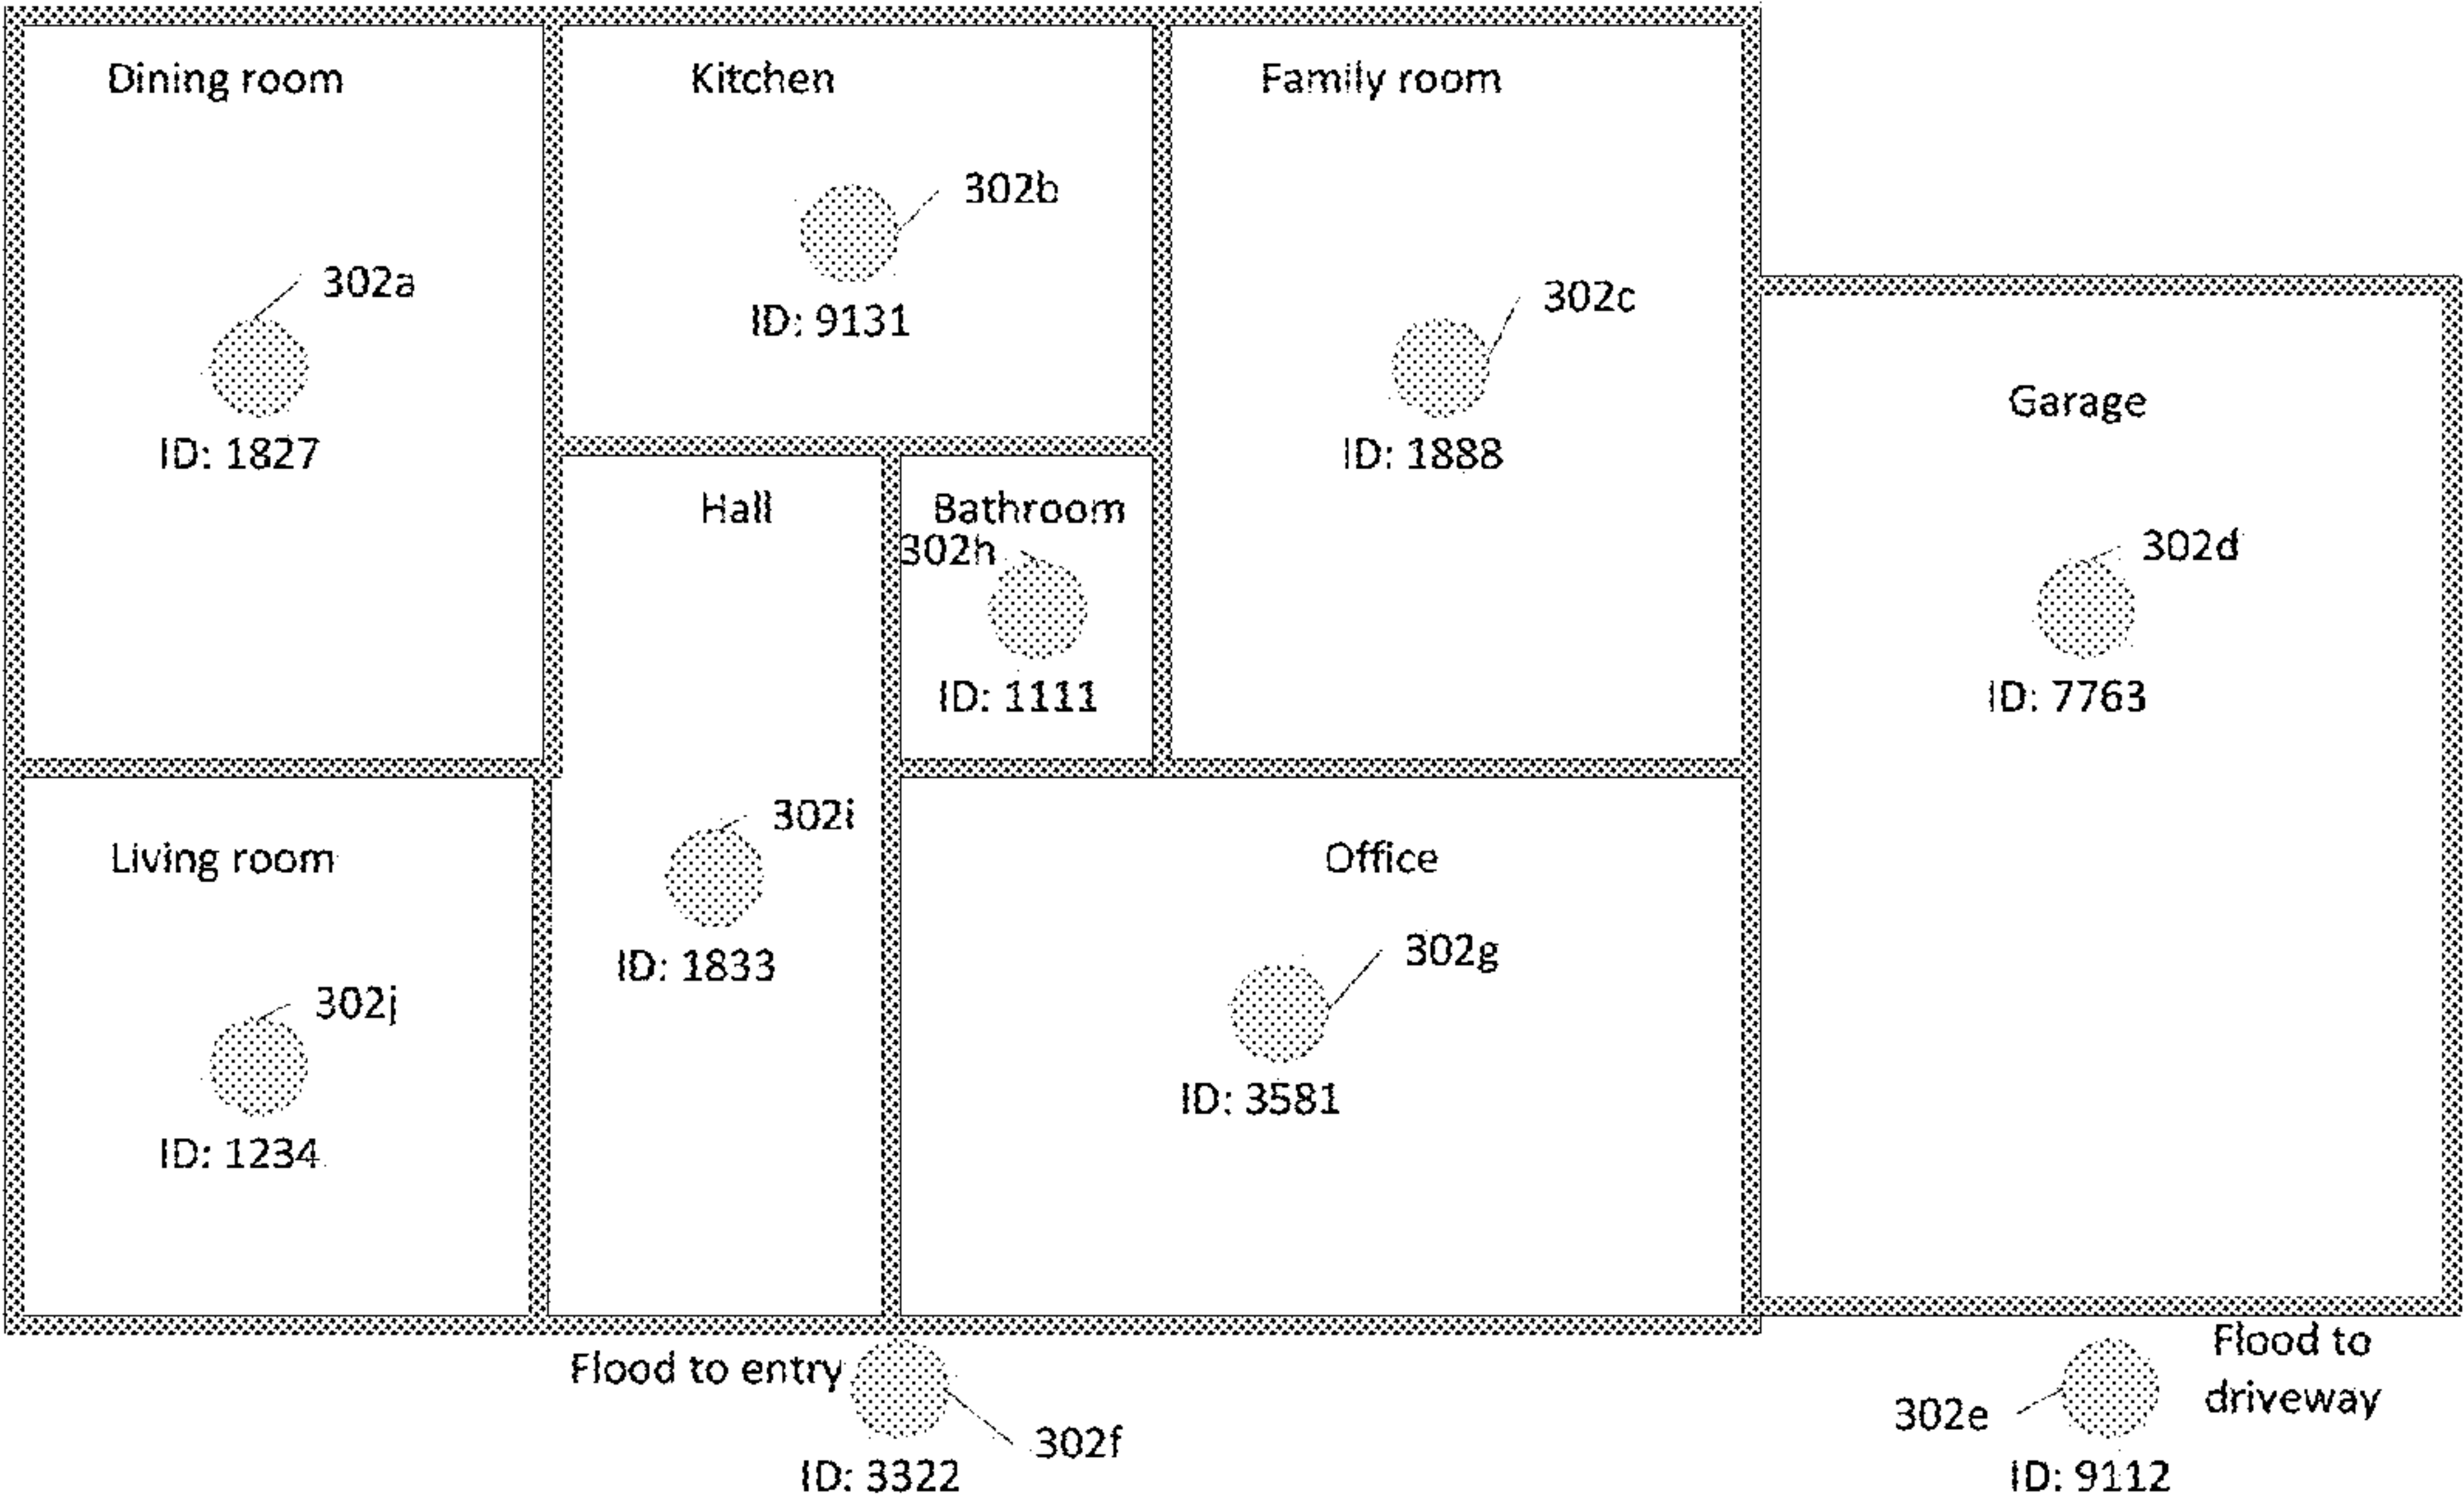 Dining room
302a
ID: 1827
Kitchen
302b
ID: 9131
Family room
302c
ID: 1888
Garage
302d
ID: 7763
Hall
302i
ID: 1833
Bathroom
302h
ID: 1111
Living room
302j
ID: 1234
Office
302g
ID: 3581
Flood to entry
302f
ID: 3322
Flood to
driveway
302e
ID: 9112